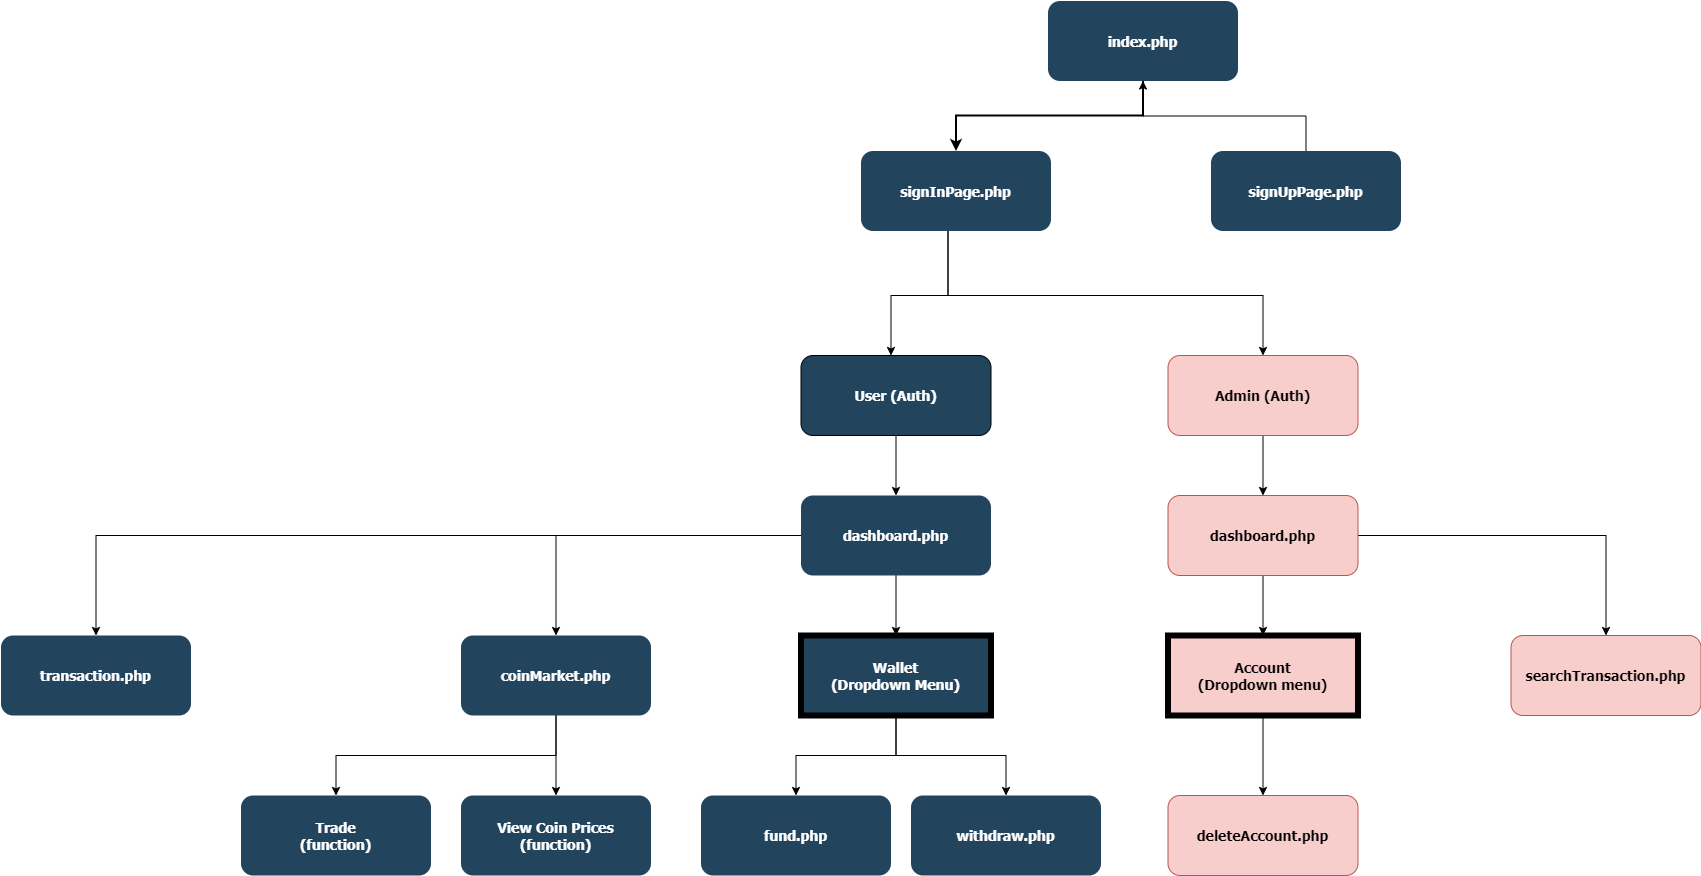 index.php
signInPage.php
signUpPage.php
User (Auth)
Admin (Auth)
dashboard.php
dashboard.php
transaction.php
coinMarket.php
Wallet
(Dropdown Menu)
Account
(Dropdown menu)
searchTransaction.php
Trade
(function)
View Coin Prices
(function)
fund.php
withdraw.php
deleteAccount.php